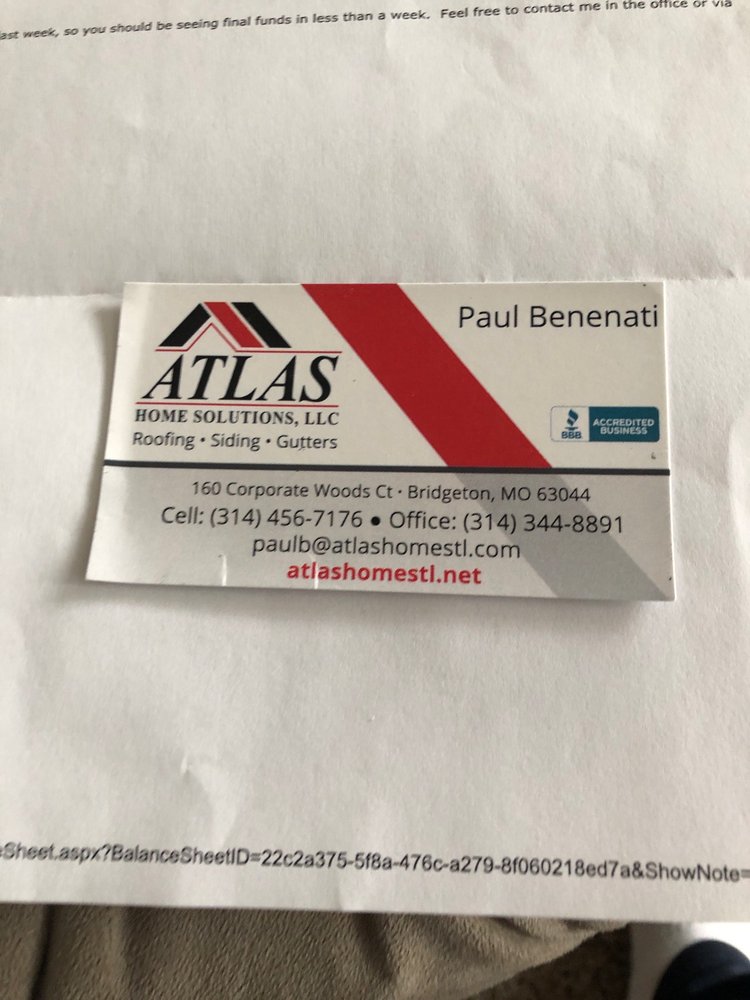 ast week, so you should be seeing final funds in less than a week. Feel free to contact me in the office or via
Paul Benenati
ATLAS
HOME SOLUTIONS, LLC
Roofing • Siding • Gutters
BBB
ACCREDITED
BUSINESS
160 Corporate Woods Ct · Bridgeton, MO 63044
Cell: (314) 456-7176 • Office: (314) 344-8891
paulb@atlashomestl.com
atlashomestl.net
eSheet.aspx?BalanceSheetID=22c2a375-5f8a-476c-a279-8f060218ed7a&ShowNote=